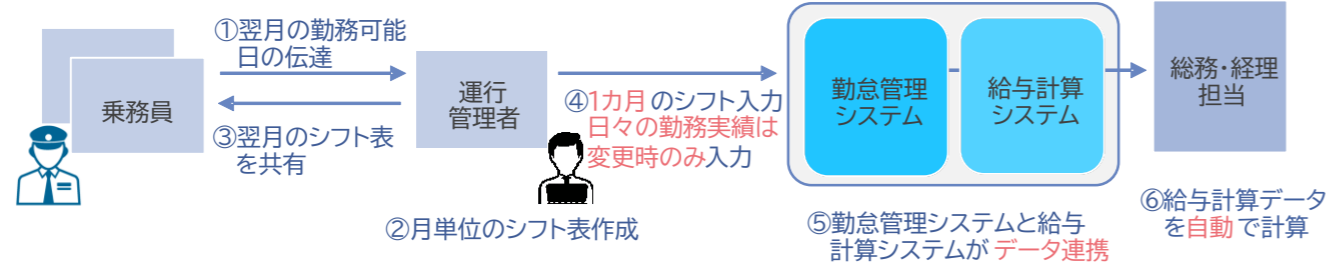 ①翌月の勤務可能
日の伝達
乗務員
③翌月のシフト表
を共有
運行
管理者
②月単位のシフト表作成
④1カ月のシフト入力
日々の勤務実績は
変更時のみ入力
勤怠管理
システム
給与計算
システム
⑤勤怠管理システムと給与
計算システムがデータ連携
総務・経理
担当
⑥給与計算データ
を自動で計算